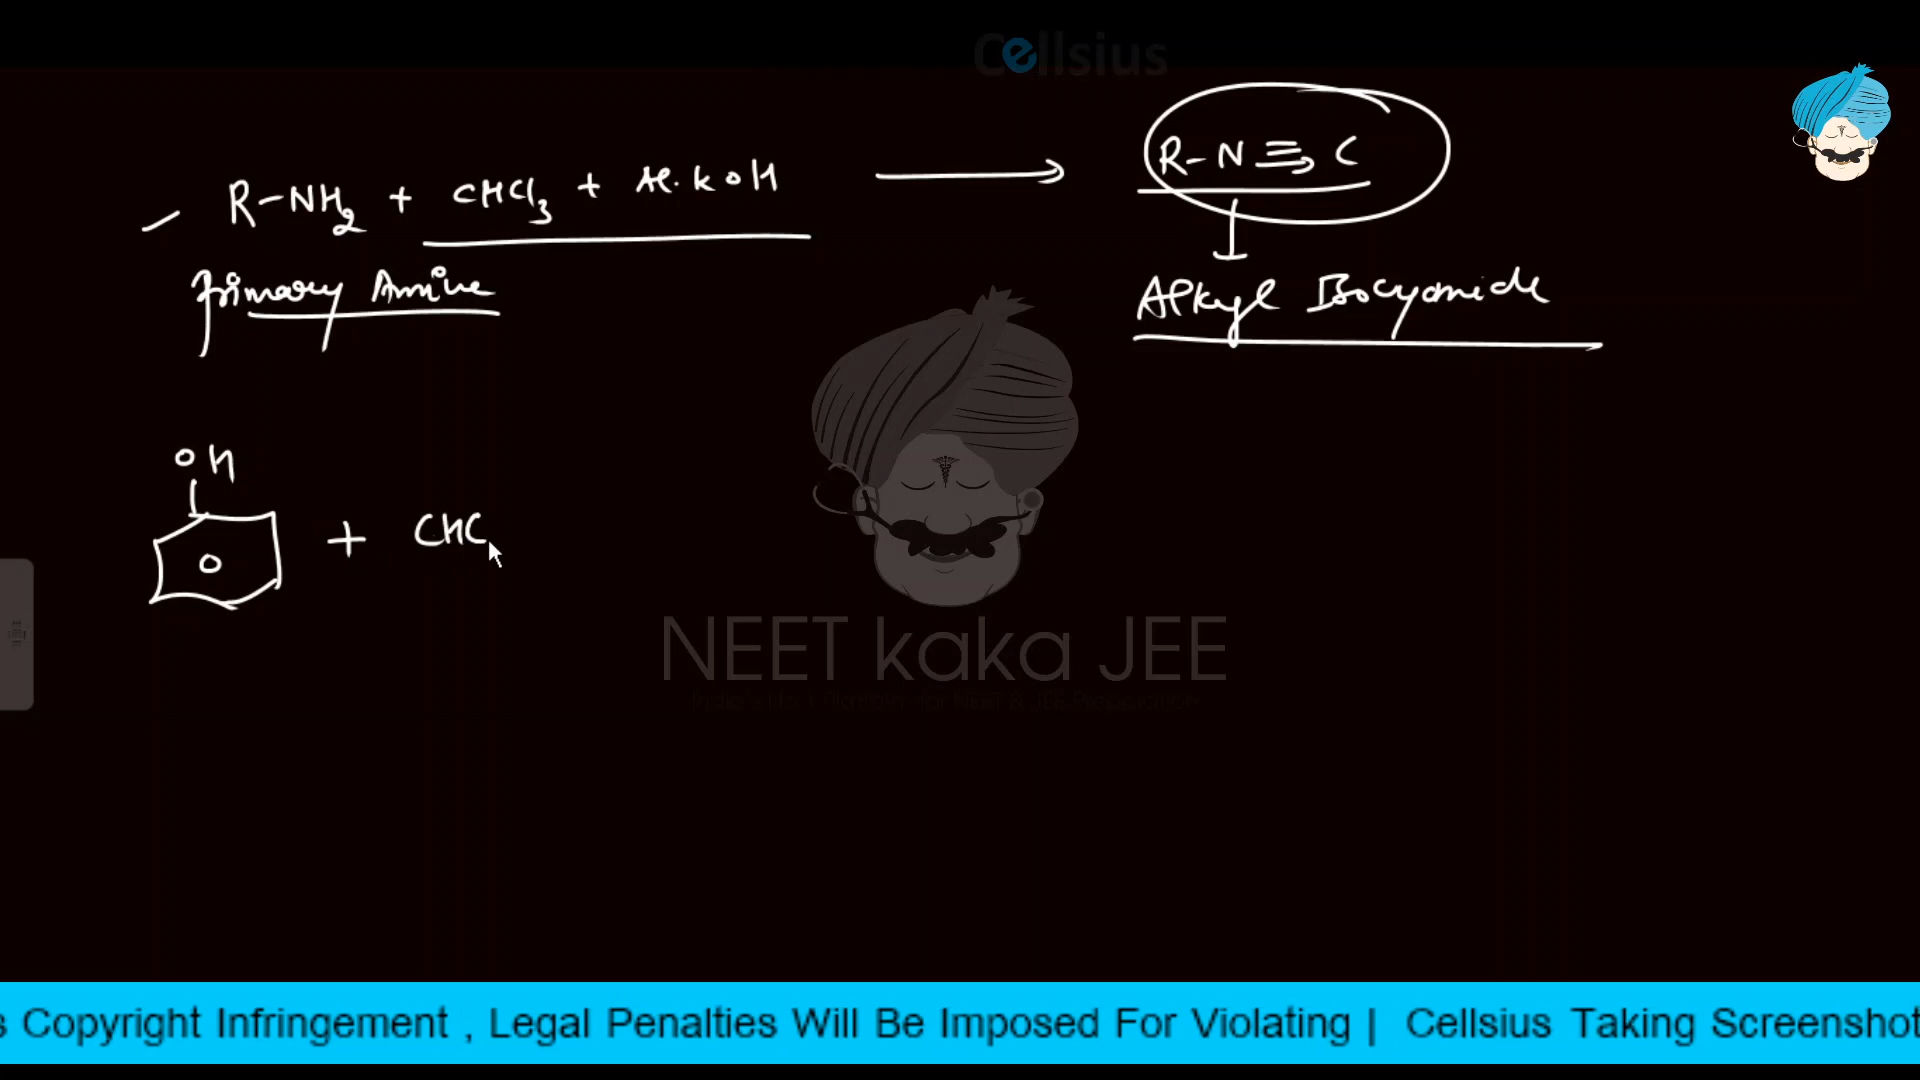 Cellsius
R-NH2 + CHCl3 + Al. KOH ⟶ R-N≡C
Primary Amine
Alkyl Isocyanide
OH
+ CHC
NEET kaka JEE
s Copyright Infringement , Legal Penalties Will Be Imposed For Violating | Cellsius Taking Screenshot